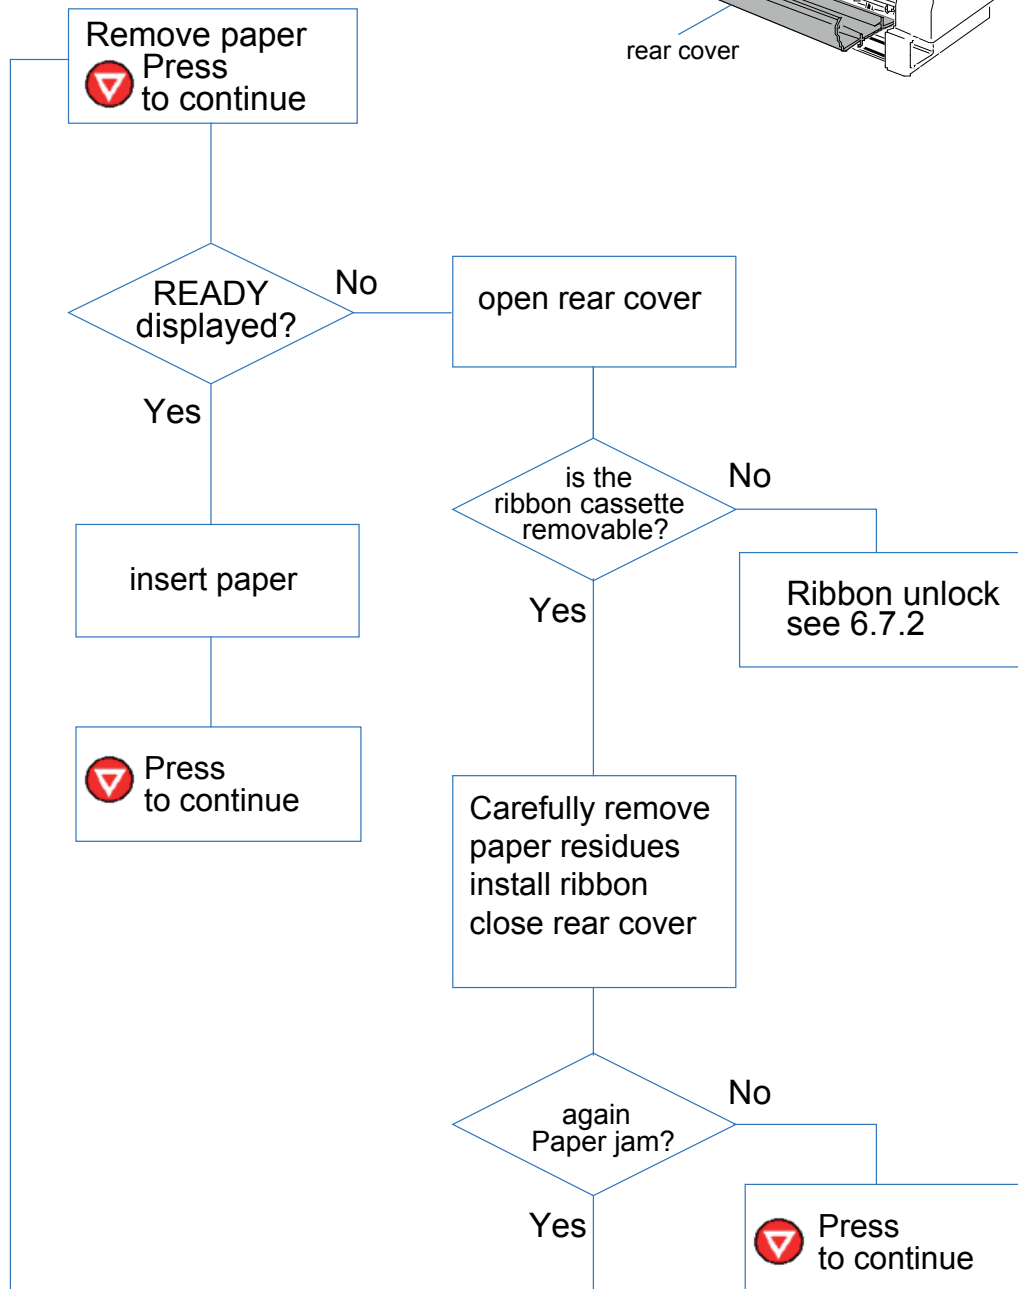 rear cover
Remove paper
Press
to continue
READY
displayed?
No
open rear cover
Yes
is the
ribbon cassette
removable?
No
insert paper
Yes
Ribbon unlock
see 6.7.2
Press
to continue
Carefully remove
paper residues
install ribbon
close rear cover
again
Paper jam?
No
Yes
Press
to continue